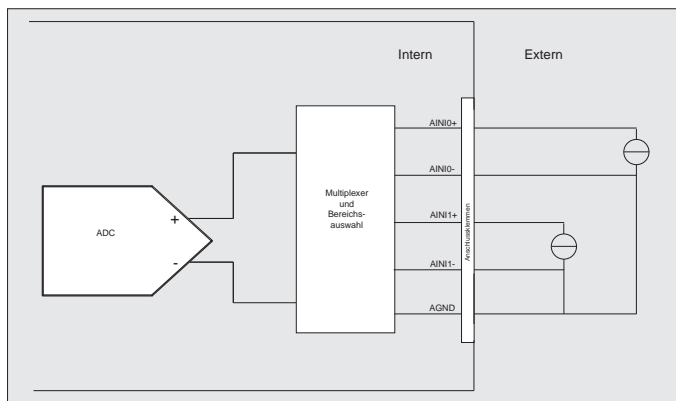 Intern
Extern
AINI0+
AINI0-
AINI1+
AINI1-
AGND
Anschlussklemmen
Multiplexer
und
Bereichs-
auswahl
ADC
+
-